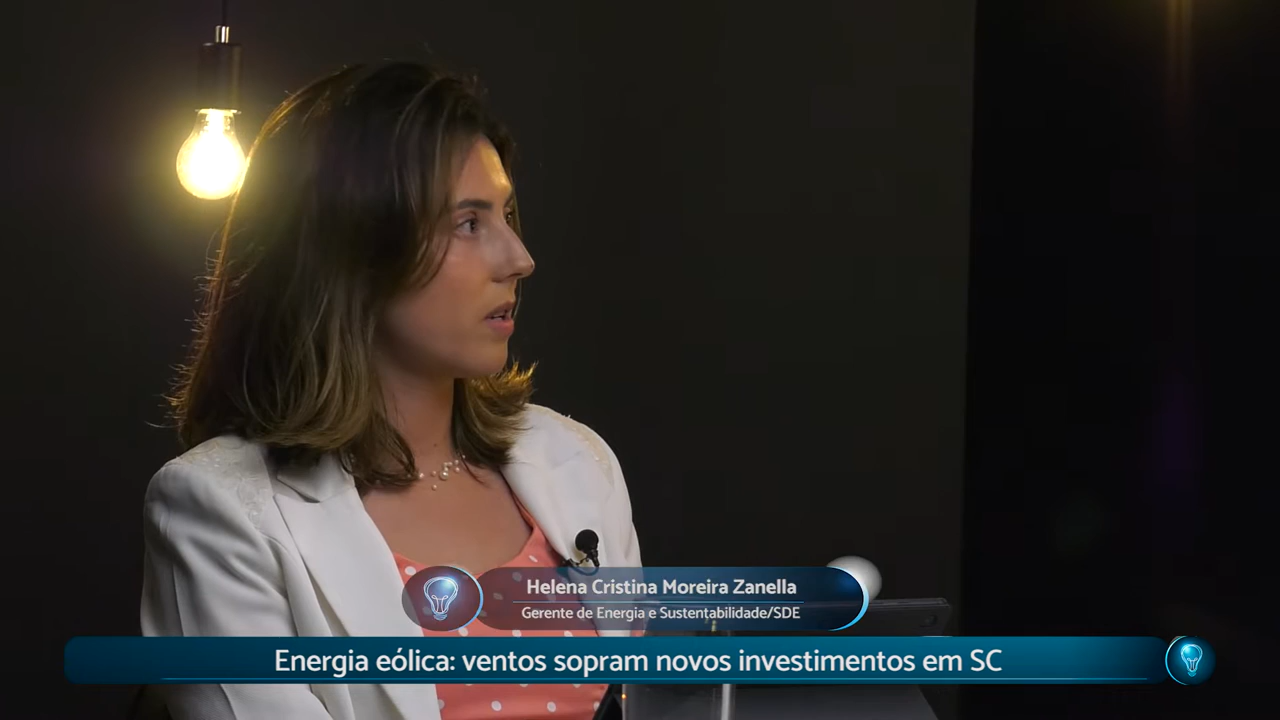 Helena Cristina Moreira Zanella
Gerente de Energia e Sustentabilidade/SDE
Energia eólica: ventos sopram novos investimentos em SC